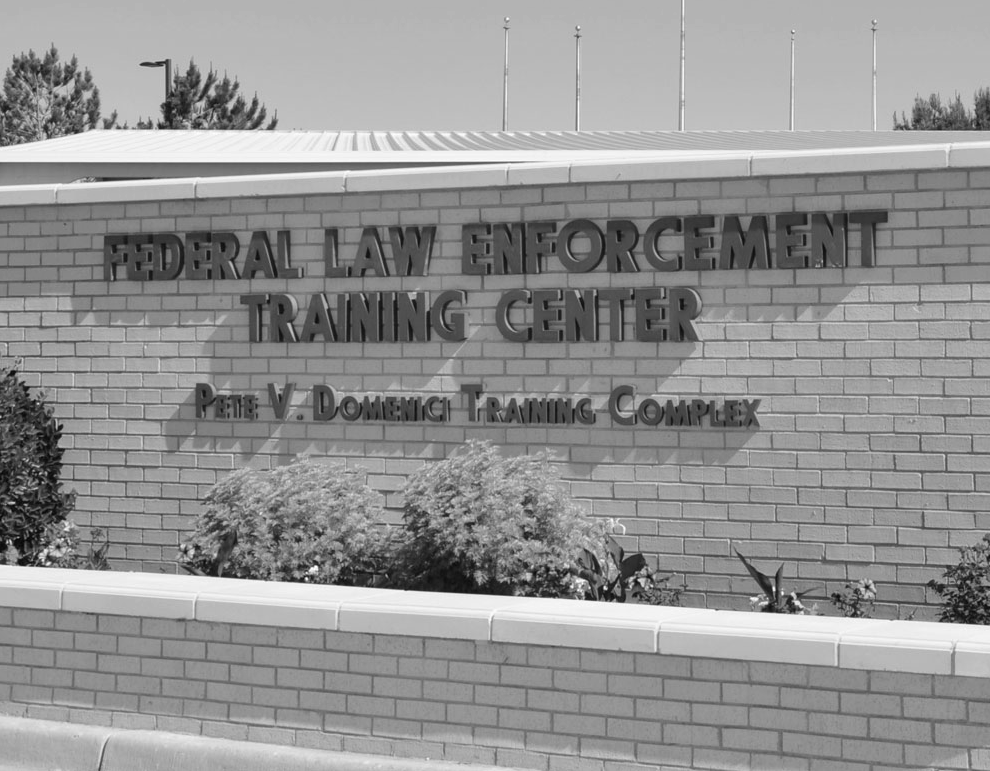 FEDERAL LAW ENFORCEMENT
TRAINING CENTER
PETE V. DOMENICI TRAINING COMPLEX